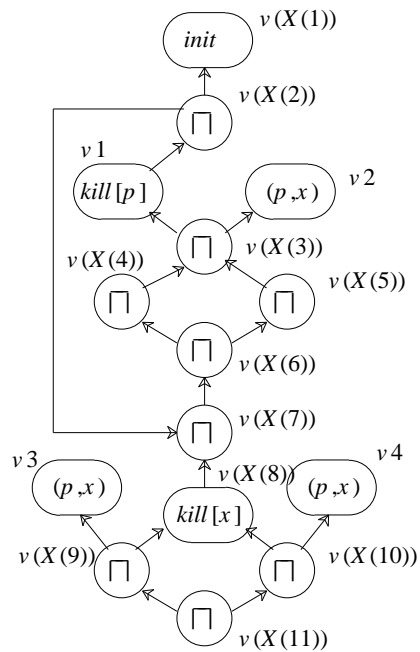 v(X(1))
init
v(X(2))
⊓
v1
kill[p]
(p,x)
v2
v(X(4))
⊓
v(X(3))
v(X(5))
⊓
⊓
⊓
v(X(6))
⊓
v(X(7))
v3
v(X(8))
v4
(p,x)
kill[x]
(p,x)
v(X(9))
⊓
⊓
v(X(10))
⊓
v(X(11))